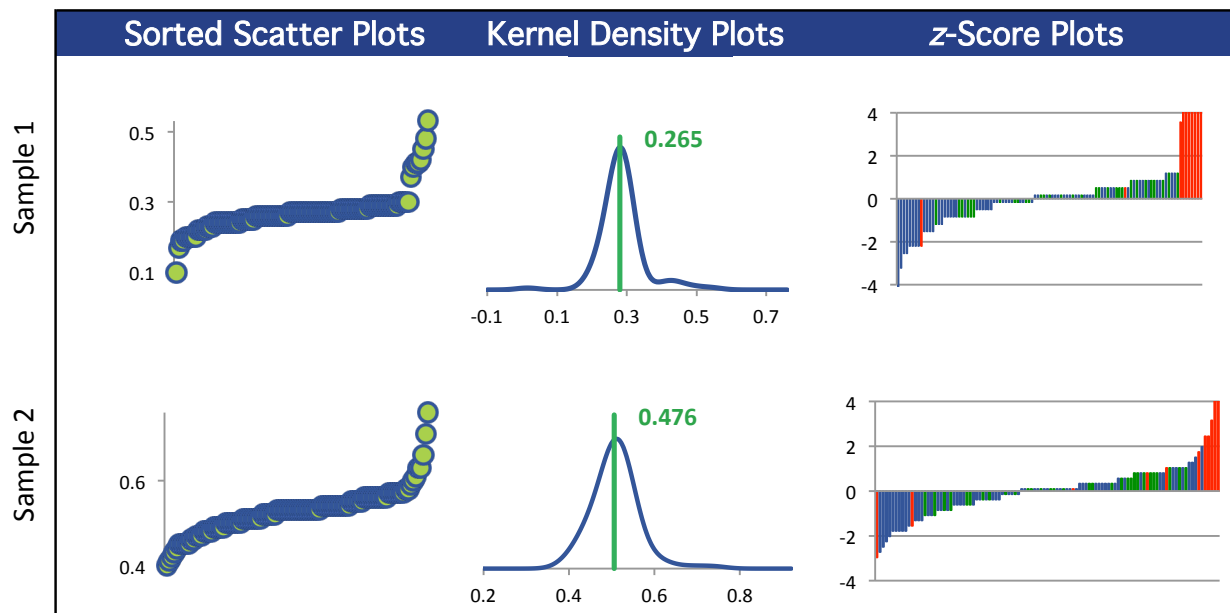 Sorted Scatter Plots
Kernel Density Plots
z-Score Plots
Sample 1
0.5
0.3
0.1
0.265
-0.1 0.1 0.3 0.5 0.7
4
2
0
-2
-4
Sample 2
0.6
0.4
0.476
0.2 0.4 0.6 0.8
4
2
0
-2
-4